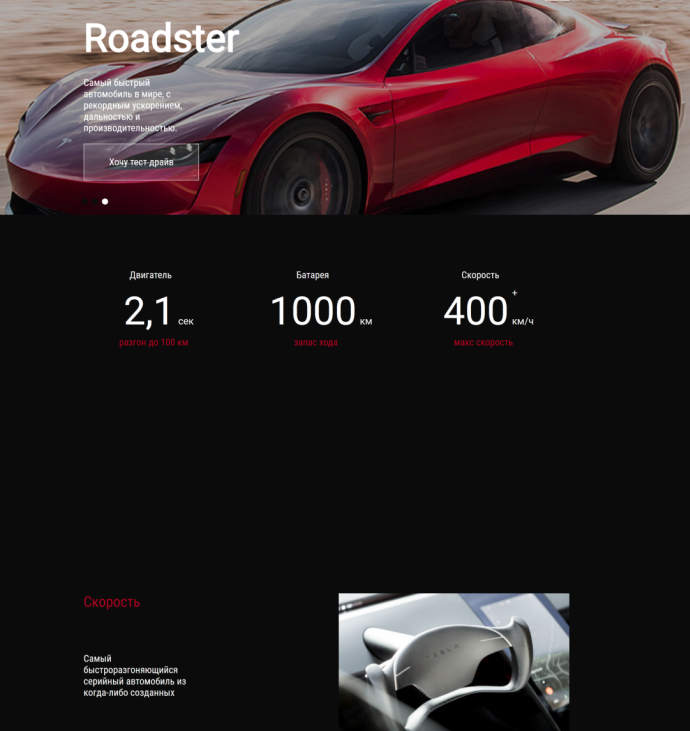 Roadster
Самый быстрый
автомобиль в мире, с
рекордным ускорением,
дальностью и
производительностью.
Хочу тест-драйв
Двигатель
Батарея
Скорость
2,1 сек
1000 км
400 + км/ч
разгон до 100 км
запас хода
макс скорость
Скорость
Самый
быстроразгоняющийся
серийный автомобиль из
когда-либо созданных
TESLA